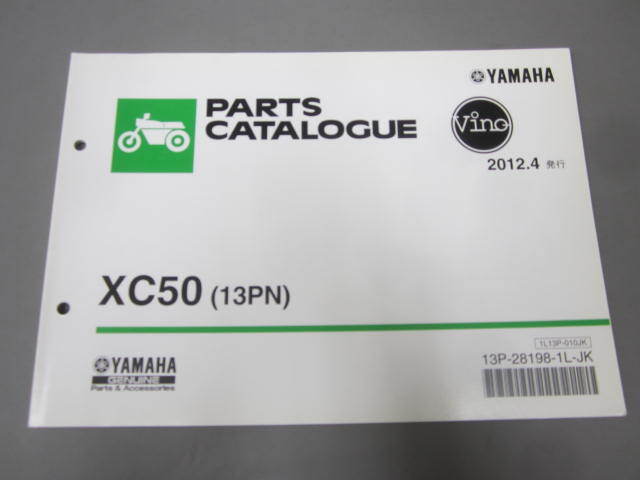 YAMAHA
PARTS
CATALOGUE
Vino
2012.4 発行
XC50 (13PN)
1L13P-010JK
13P-28198-1L-JK
YAMAHA
GENUINE
Parts & Accessories